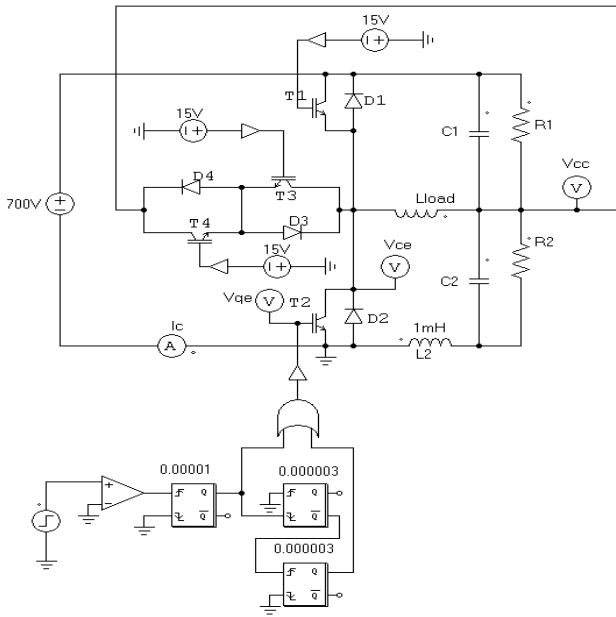 15V
T1
D1
C1
R1
15V
D4
T3
Vcc
V
700V
Lload
T4
D3
Vce
V
15V
R2
C2
Vqe
V
T2
D2
Ic
A
1mH
L2
0.00001
0.000003
Q
Q
Q
Q
0.000003
Q
Q